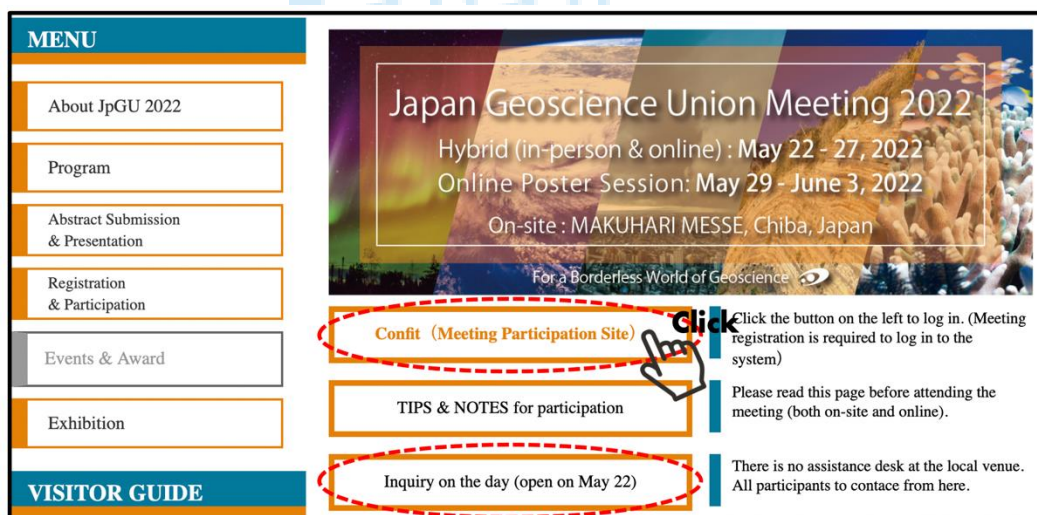 MENU
About JpGU 2022
Program
Abstract Submission
& Presentation
Registration
& Participation
Events & Award
Exhibition
VISITOR GUIDE
Japan Geoscience Union Meeting 2022
Hybrid (in-person & online) : May 22 - 27, 2022
Online Poster Session: May 29 - June 3, 2022
On-site : MAKUHARI MESSE, Chiba, Japan
For a Borderless World of Geoscience
Confit（Meeting Participation Site）
Click
Click the button on the left to log in. (Meeting
registration is required to log in to the
system）
TIPS & NOTES for participation
Please read this page before attending the
meeting (both on-site and online).
Inquiry on the day (open on May 22)
There is no assistance desk at the local venue.
All participants to contace from here.